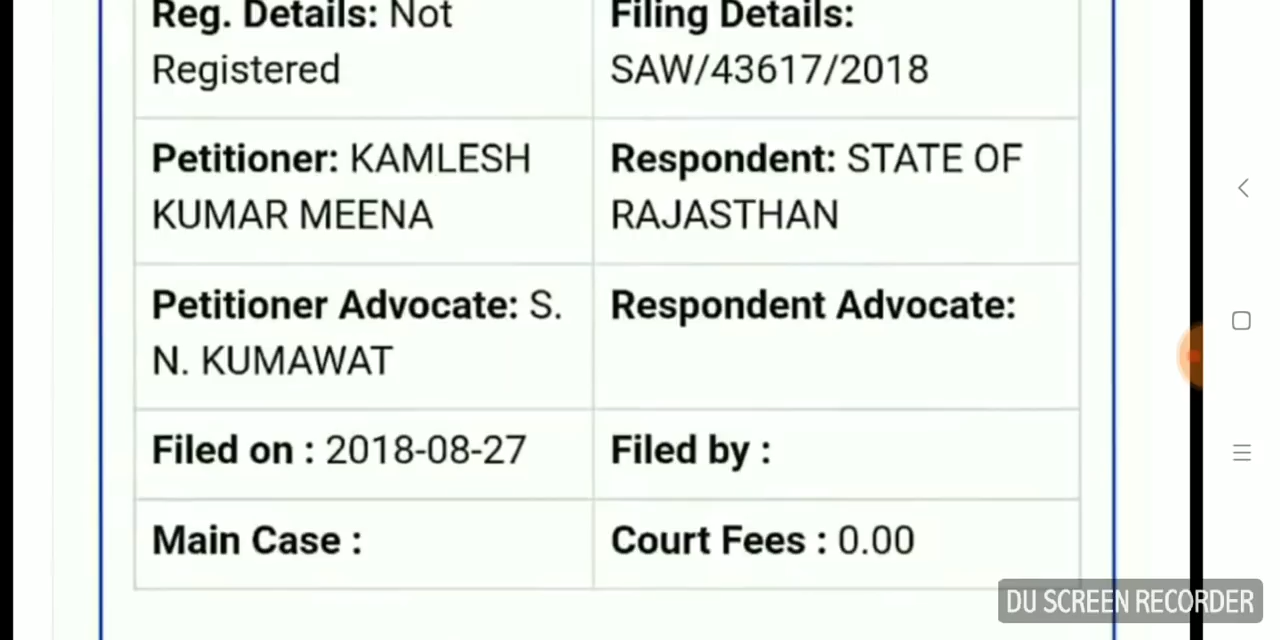 Reg. Details: Not Registered
Filing Details: SAW/43617/2018
Petitioner: KAMLESH KUMAR MEENA
Respondent: STATE OF RAJASTHAN
Petitioner Advocate: S. N. KUMAWAT
Respondent Advocate:
Filed on : 2018-08-27
Filed by :
Main Case :
Court Fees : 0.00
DU SCREEN RECORDER